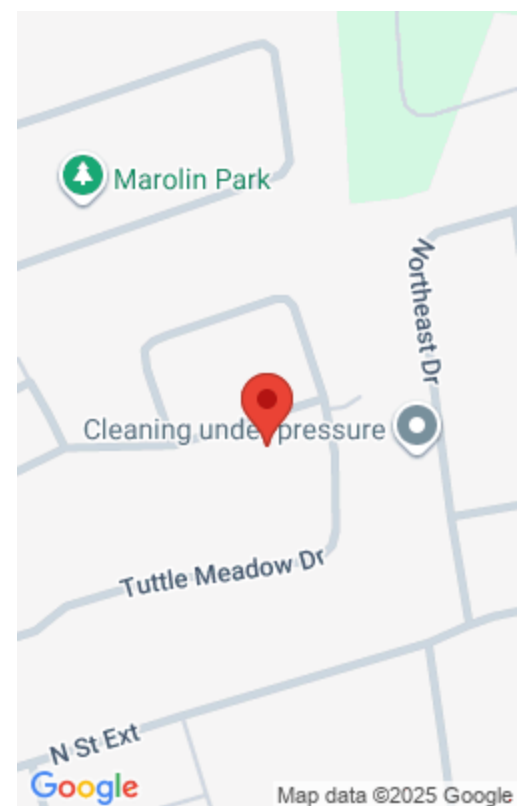 Marolin Park
Northeast Dr
Cleaning under pressure
Tuttle Meadow Dr
N St Ext
Google
Map data ©2025 Google